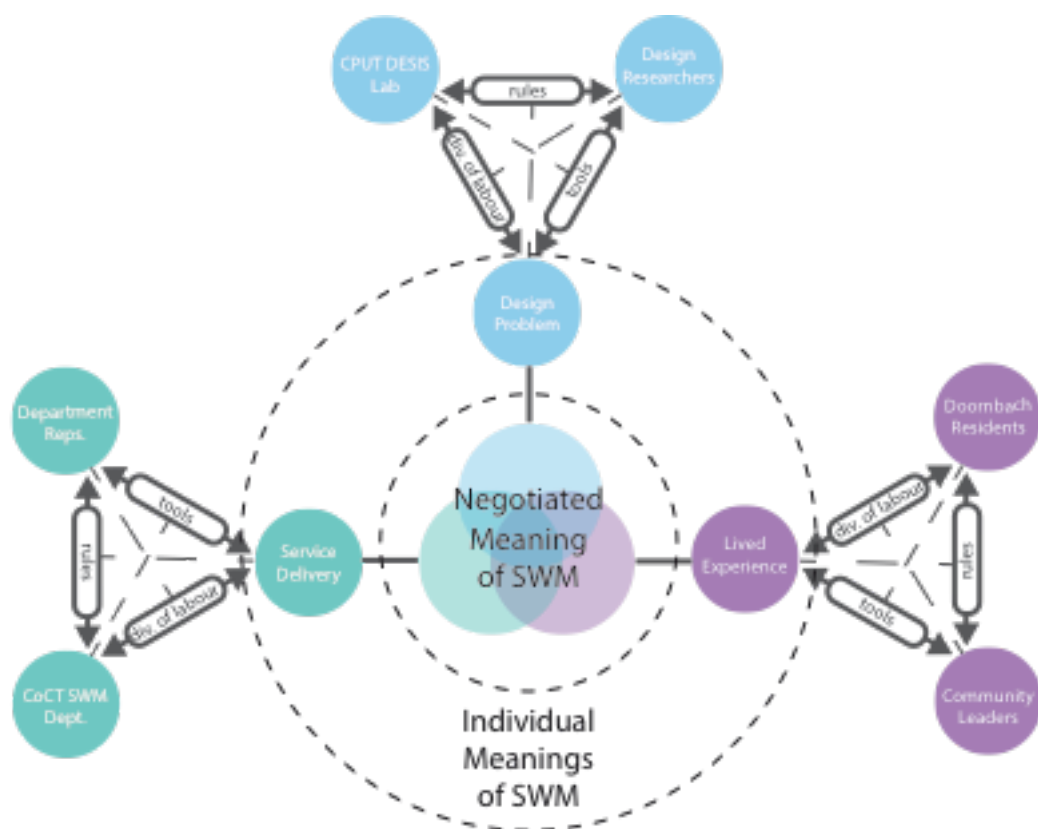 CPUT DESIS
Lab
Design
Researchers
rules
div. of labour
tools
Design
Problem
Department
Reps.
Doornbach
Residents
tools
rules
div. of labour
Service
Delivery
Negotiated
Meaning
of SWM
Lived
Experience
div. of labour
rules
tools
CoCT SWM
Dept.
Community
Leaders
Individual
Meanings
of SWM